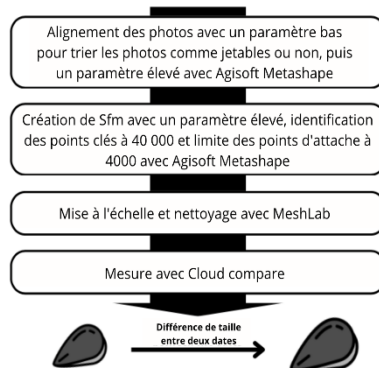 Alignement des photos avec un paramètre bas
pour trier les photos comme jetables ou non, puis
un paramètre élevé avec Agisoft Metashape
Création de Sfm avec un paramètre élevé, identification
des points clés à 40 000 et limite des points d'attache à
4000 avec Agisoft Metashape
Mise à l'échelle et nettoyage avec MeshLab
Mesure avec Cloud compare
Différence de taille
entre deux dates